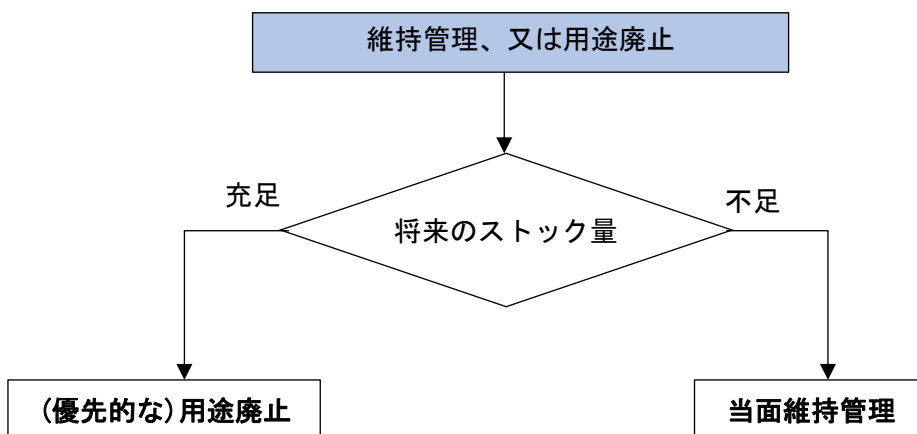 維持管理、又は用途廃止
充足
不足
将来のストック量
(優先的な)用途廃止
当面維持管理